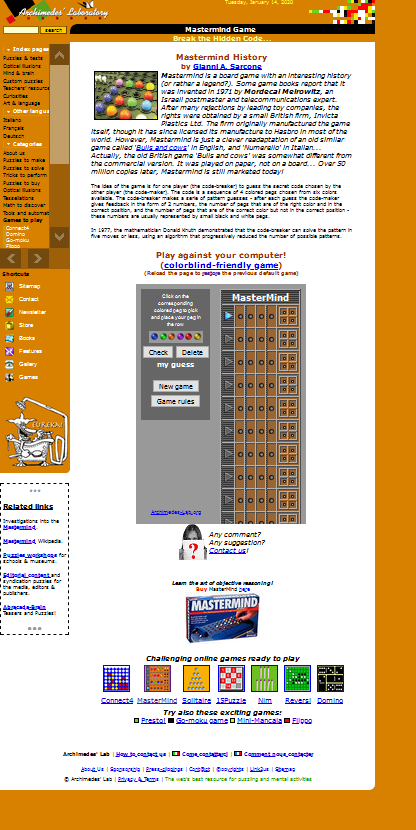 Archimedes' Laboratory
Tuesday, January 14, 2020
search
MasterMind Game
Break the Hidden Code...
Index pages
Puzzles & tests
Optical illusions
Mind & brain
Custom puzzles
Teachers' resource
Curiosities
Art & language
Other langua
Italiano
Français
Deutsch
Categories
About us
Puzzles to make
Puzzles to solve
Tricks to perform
Puzzles to buy
Optical illusions
Tessellations
Math to discover
Tools and automat
Games to play
Connect4
Domino
Go-moku
Flippo
Shortcuts
Sitemap
Contact
Newsletter
Store
Books
Features
Gallery
Games
EUREKA!
Related links
Investigations into the
Mastermind.
Mastermind, Wikipedia.
Puzzles workshops for
schools & museums.
Editorial content and
syndication puzzles for
the media, editors &
publishers.
Abracada-Brain
Teasers and Puzzles!
Mastermind History
by Gianni A. Sarcone
Mastermind is a board game with an interesting history
(or rather a legend?). Some game books report that it
was invented in 1971 by Mordecai Meirowitz, an
Israeli postmaster and telecommunications expert.
After many rejections by leading toy companies, the
rights were obtained by a small British firm, Invicta
Plastics Ltd. The firm originally manufactured the game
itself, though it has since licensed its manufacture to Hasbro in most of the
world. However, Mastermind is just a clever readaptation of an old similar
game called 'Bulls and cows' in English, and 'Numerello' in Italian...
Actually, the old British game 'Bulls and cows' was somewhat different from
the commercial version. It was played on paper, not on a board... Over 50
million copies later, Mastermind is still marketed today!
The idea of the game is for one player (the code-breaker) to guess the secret code chosen by the
other player (the code-maker). The code is a sequence of 4 colored pegs chosen from six colors
available. The code-breaker makes a serie of pattern guesses - after each guess the code-maker
gives feedback in the form of 2 numbers, the number of pegs that are of the right color and in the
correct position, and the number of pegs that are of the correct color but not in the correct position -
these numbers are usually represented by small black and white pegs.
In 1977, the mathematician Donald Knuth demonstrated that the code-breaker can solve the pattern in
five moves or less, using an algorithm that progressively reduced the number of possible patterns.
Play against your computer!
(colorblind-friendly game)
(Reload the page to restore the previous default game)
Click on the
corresponding
colored peg to pick
and place your peg in
the row
Check
Delete
my guess
New game
Game rules
Archimedes-Lab.org
MasterMind
Any comment?
Any suggestion?
Contact us!
Learn the art of objective reasoning!
Buy MasterMind here
MASTERMIND
Challenging online games ready to play
Connect4 MasterMind Solitaire 15Puzzle Nim Reversi Domino
Try also these exciting games:
Presto! Go-moku game Mini-Mancala Flippo
Archimedes' Lab | How to contact us | Come contattarci | Comment nous contacter
About Us | Sponsorship | Press-clippings | Contact | Copyrights | Link2us | Sitemap
© Archimedes' Lab | Privacy & Terms | The web's best resource for puzzling and mental activities